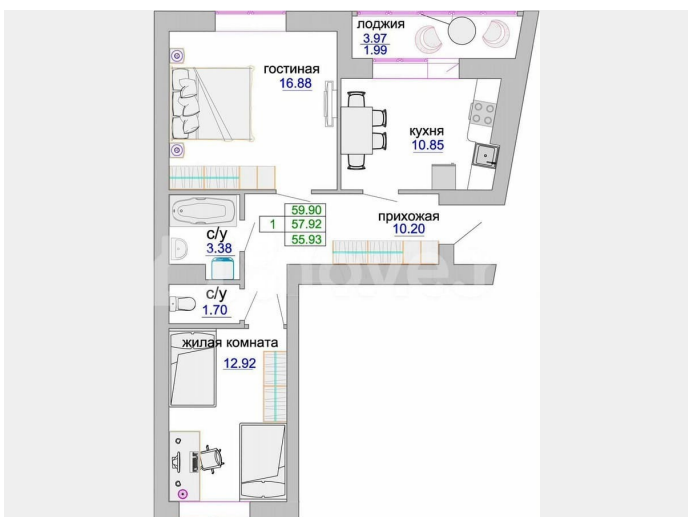 лоджия
3.97
1.99
гостиная
16.88
кухня
10.85
59.90
1 57.92
55.93
прихожая
10.20
с/у
3.38
с/у
1.70
жилая комната
12.92